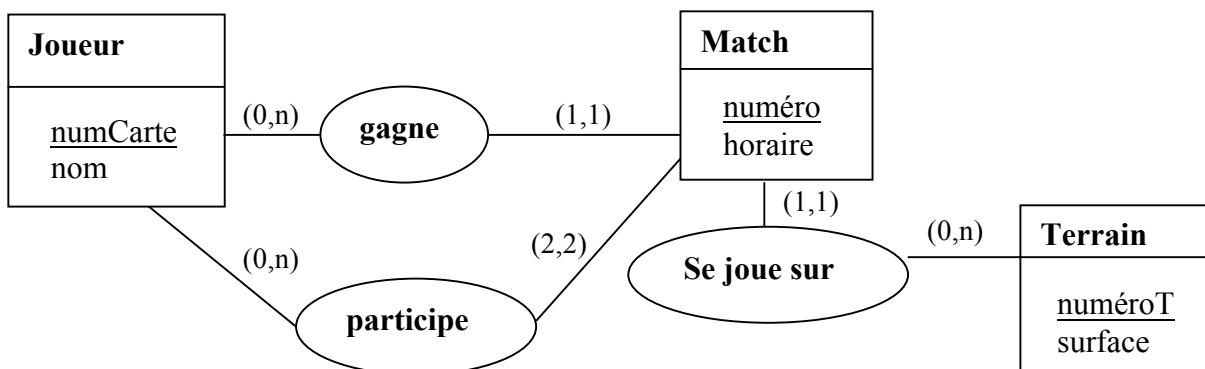 Joueur
numCarte
nom
(0,n)
gagne
(1,1)
Match
numéro
horaire
(0,n)
participe
(2,2)
(1,1)
Se joue sur
(0,n)
Terrain
numéroT
surface